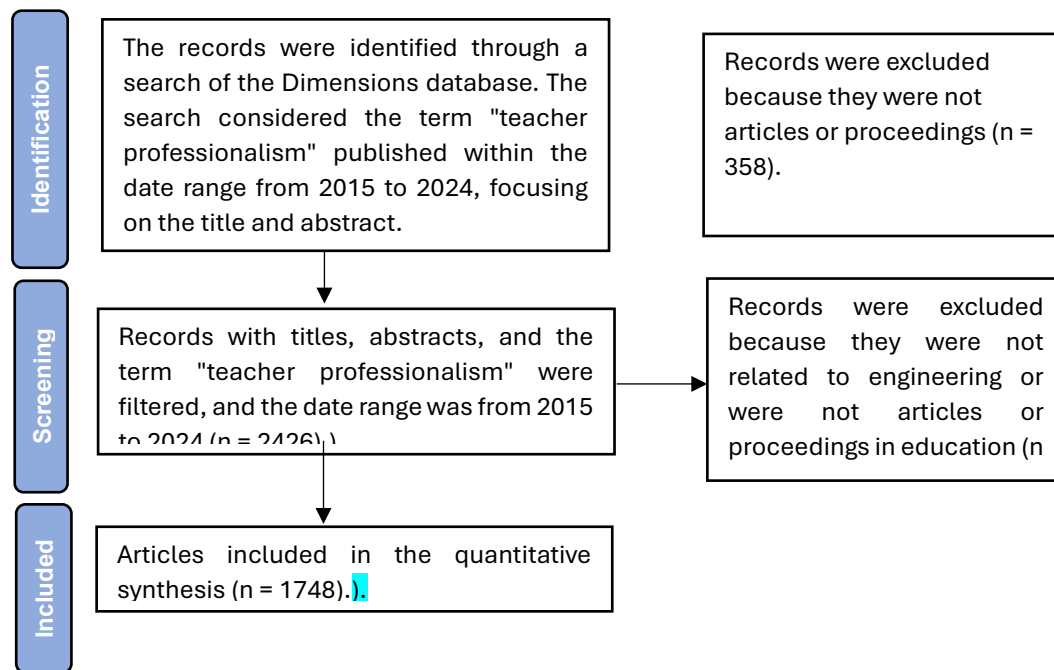 Identification
The records were identified through a
search of the Dimensions database. The
search considered the term "teacher
professionalism" published within the
date range from 2015 to 2024, focusing
on the title and abstract.
Records were excluded
because they were not
articles or proceedings (n =
358).
Screening
Records with titles, abstracts, and the
term "teacher professionalism" were
filtered, and the date range was from 2015
to 2024 (n = 2426).)
Records were excluded
because they were not
related to engineering or
were not articles or
proceedings in education (n
Included
Articles included in the quantitative
synthesis (n = 1748).).